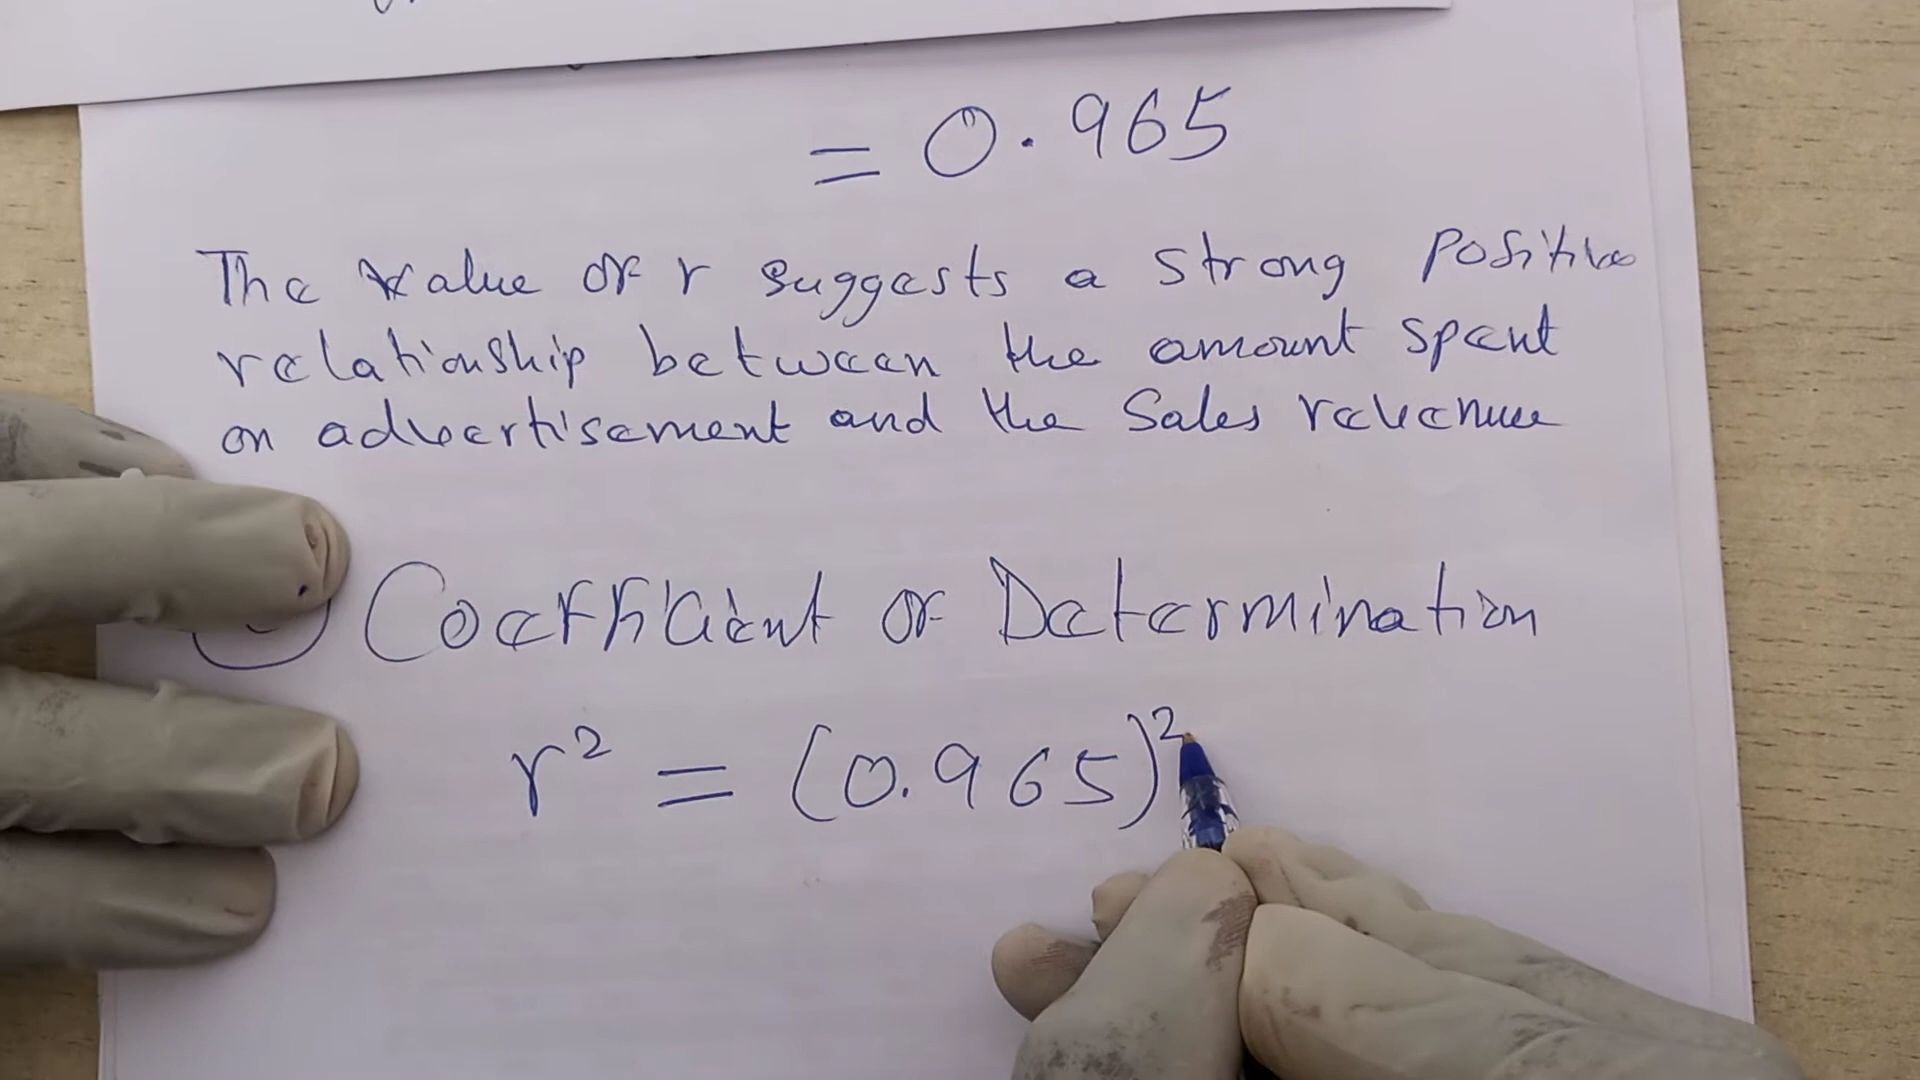 = 0.965
The value of r suggests a strong positive
relationship between the amount spent
on advertisement and the Sales revenue
Coefficient of Determination
r² = (0.965)²